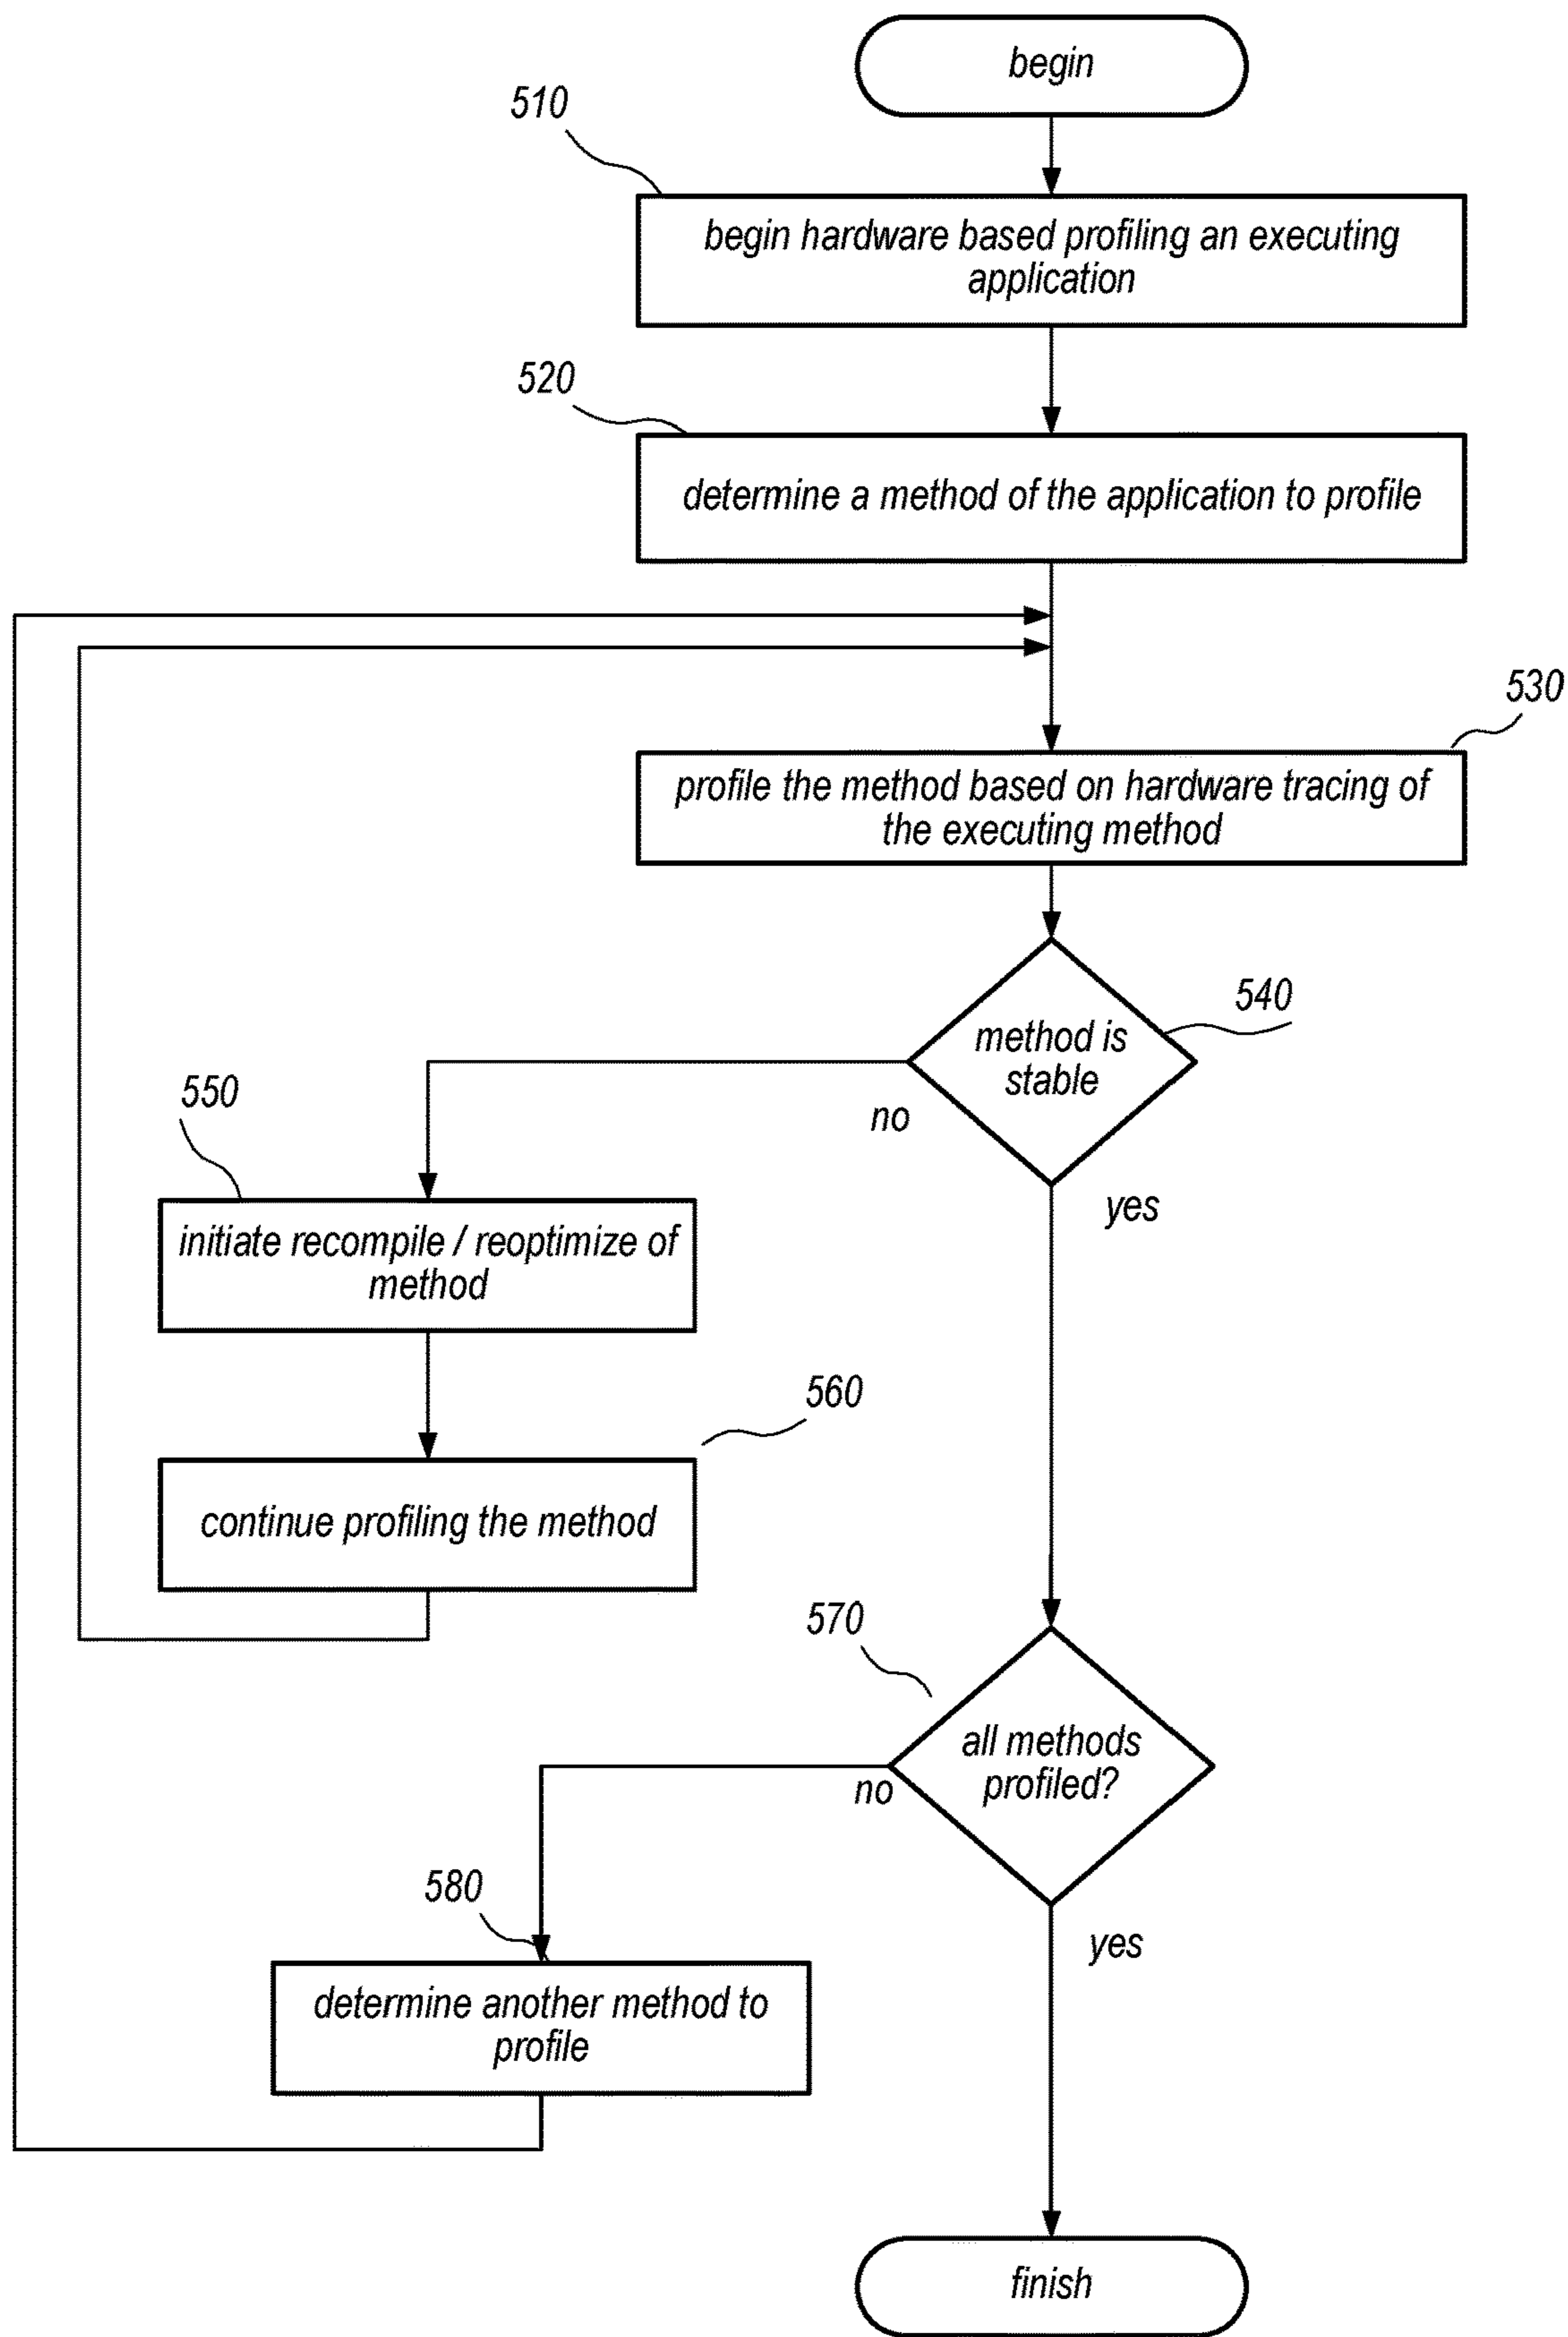 begin
510
begin hardware based profiling an executing
application
520
determine a method of the application to profile
530
profile the method based on hardware tracing of
the executing method
540
method is
stable
no
yes
550
initiate recompile / reoptimize of
method
560
continue profiling the method
570
all methods
profiled?
no
yes
580
determine another method to
profile
finish